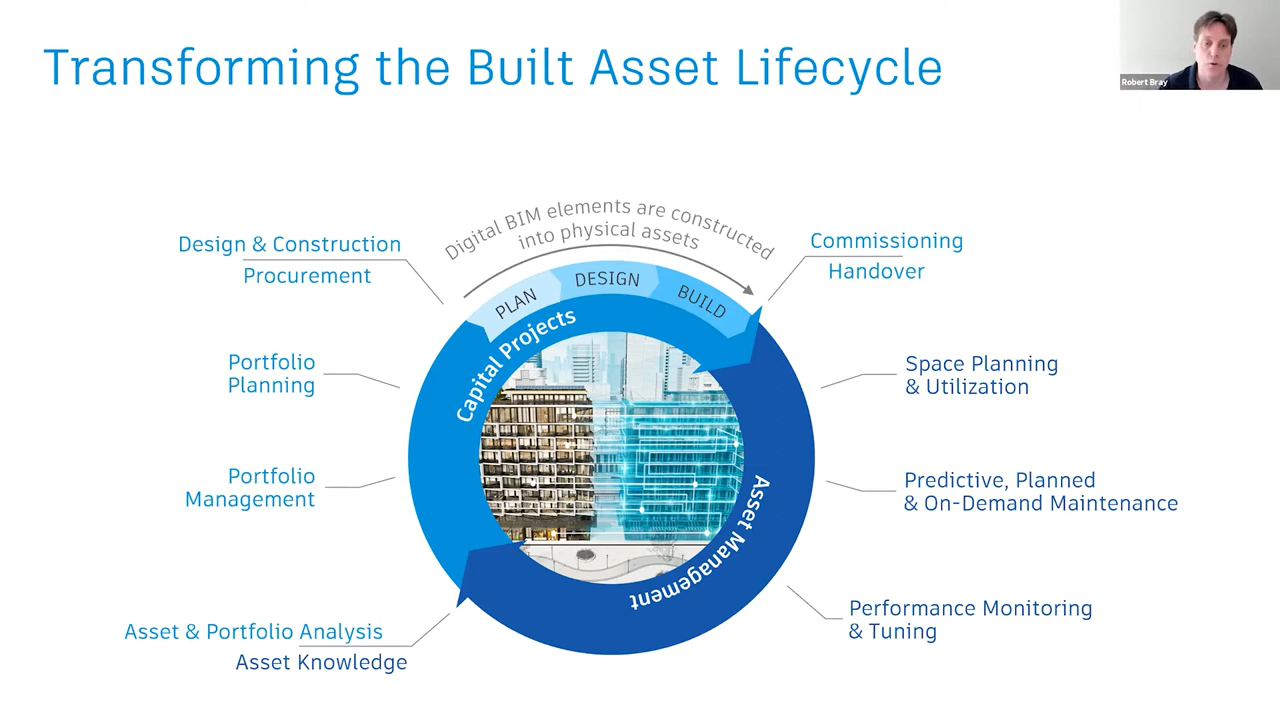 Transforming the Built Asset Lifecycle
Robert Bray
Digital BIM elements are constructed
into physical assets
Design & Construction
Procurement
Commissioning
Handover
PLAN
DESIGN
BUILD
Capital Projects
Portfolio
Planning
Space Planning
& Utilization
Portfolio
Management
Predictive, Planned
& On-Demand Maintenance
Asset Management
Performance Monitoring
& Tuning
Asset & Portfolio Analysis
Asset Knowledge